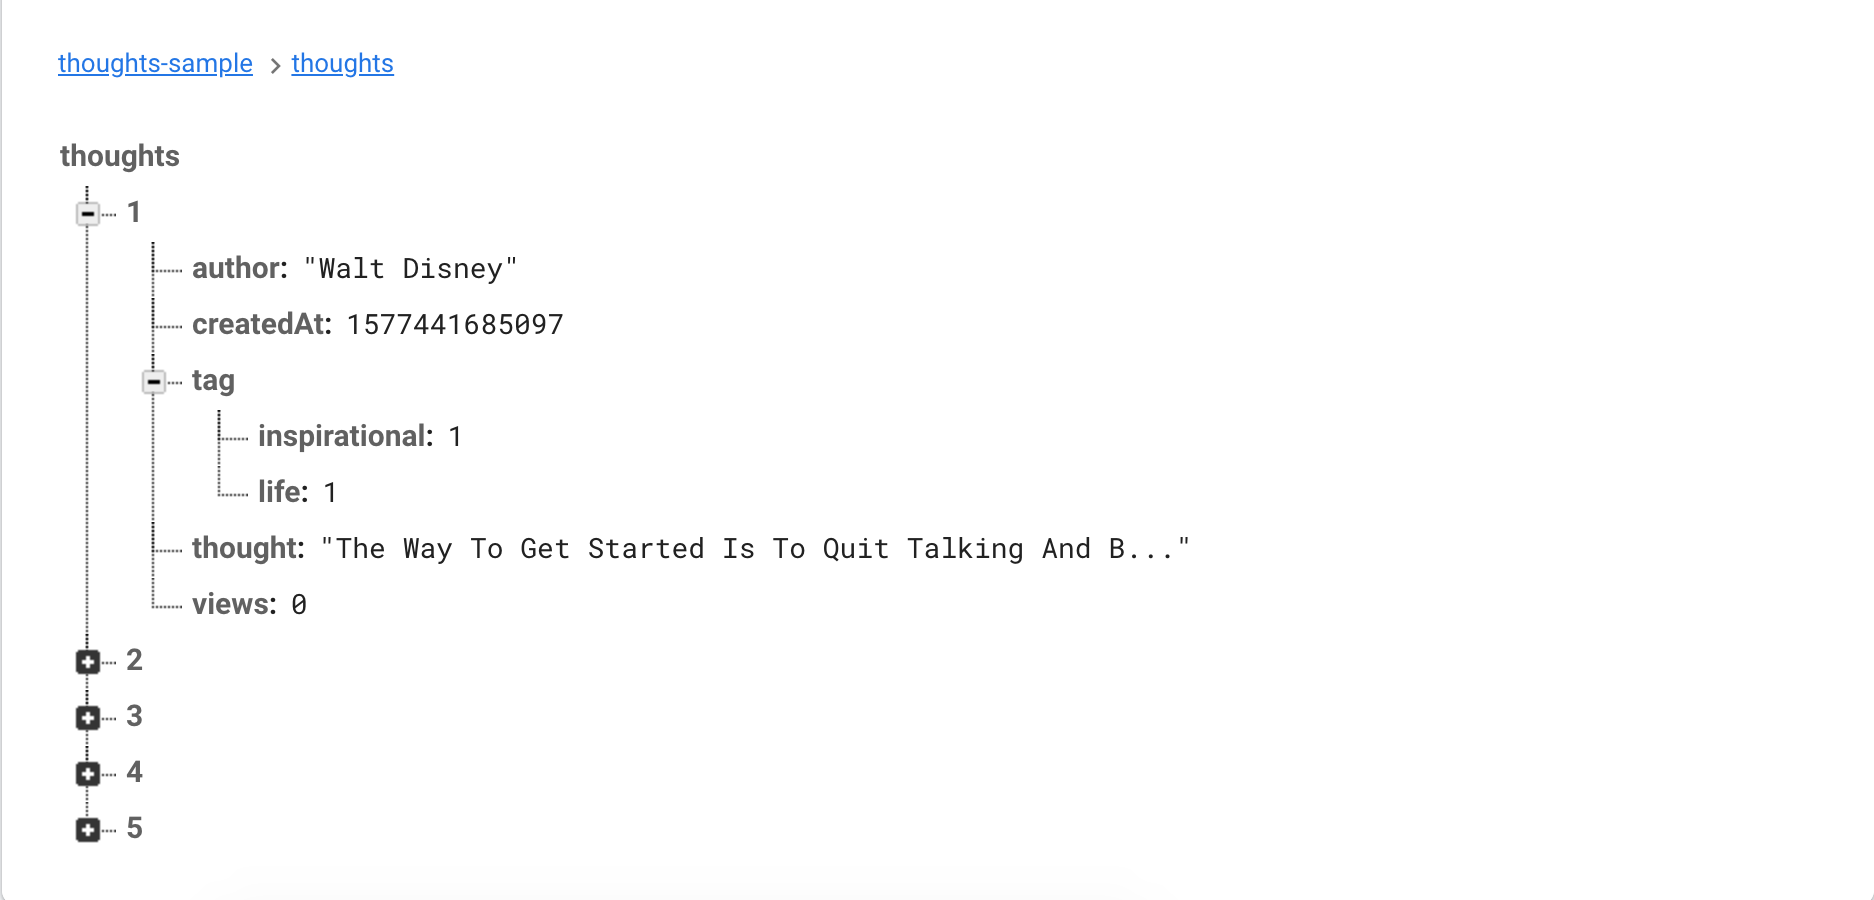 thoughts-sample > thoughts
thoughts
1
author: "Walt Disney"
createdAt: 1577441685097
tag
inspirational: 1
life: 1
thought: "The Way To Get Started Is To Quit Talking And B..."
views: 0
2
3
4
5